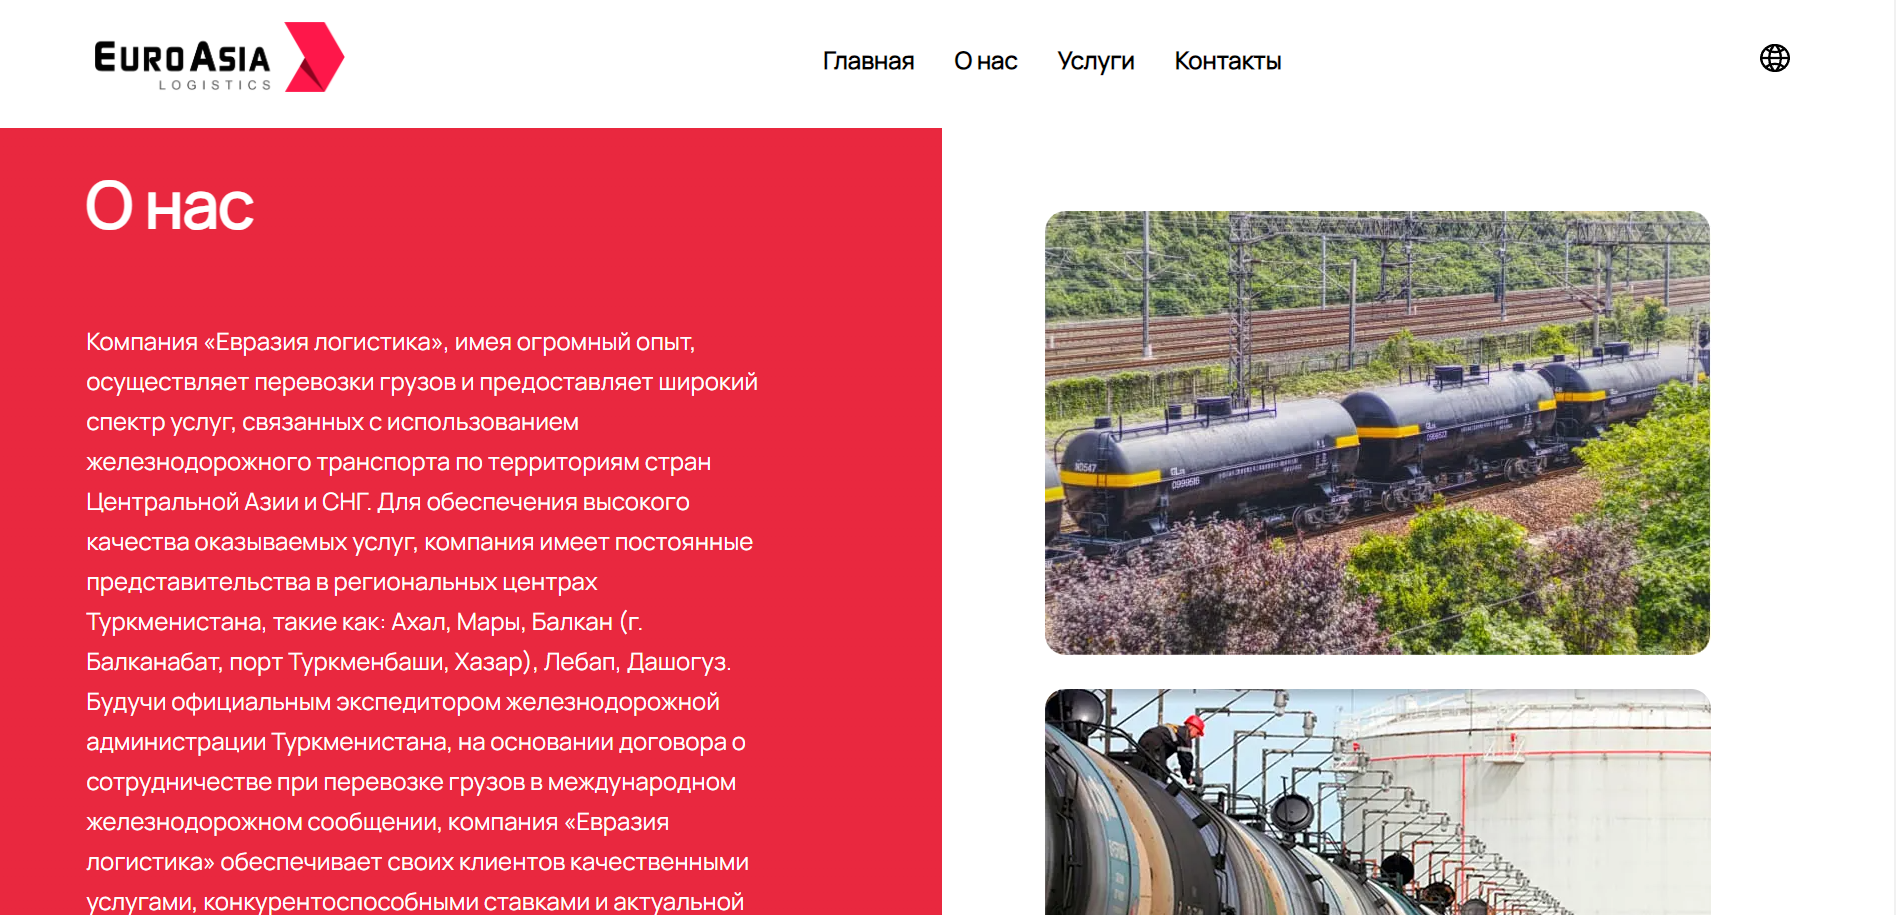 EUROASIA
LOGISTICS
Главная О нас Услуги Контакты
О нас
Компания «Евразия логистика», имея огромный опыт,
осуществляет перевозки грузов и предоставляет широкий
спектр услуг, связанных с использованием
железнодорожного транспорта по территориям стран
Центральной Азии и СНГ. Для обеспечения высокого
качества оказываемых услуг, компания имеет постоянные
представительства в региональных центрах
Туркменистана, такие как: Ахал, Мары, Балкан (г.
Балканабат, порт Туркменбаши, Хазар), Лебап, Дашогуз.
Будучи официальным экспедитором железнодорожной
администрации Туркменистана, на основании договора о
сотрудничестве при перевозке грузов в международном
железнодорожном сообщении, компания «Евразия
логистика» обеспечивает своих клиентов качественными
услугами, конкурентоспособными ставками и актуальной
0999516